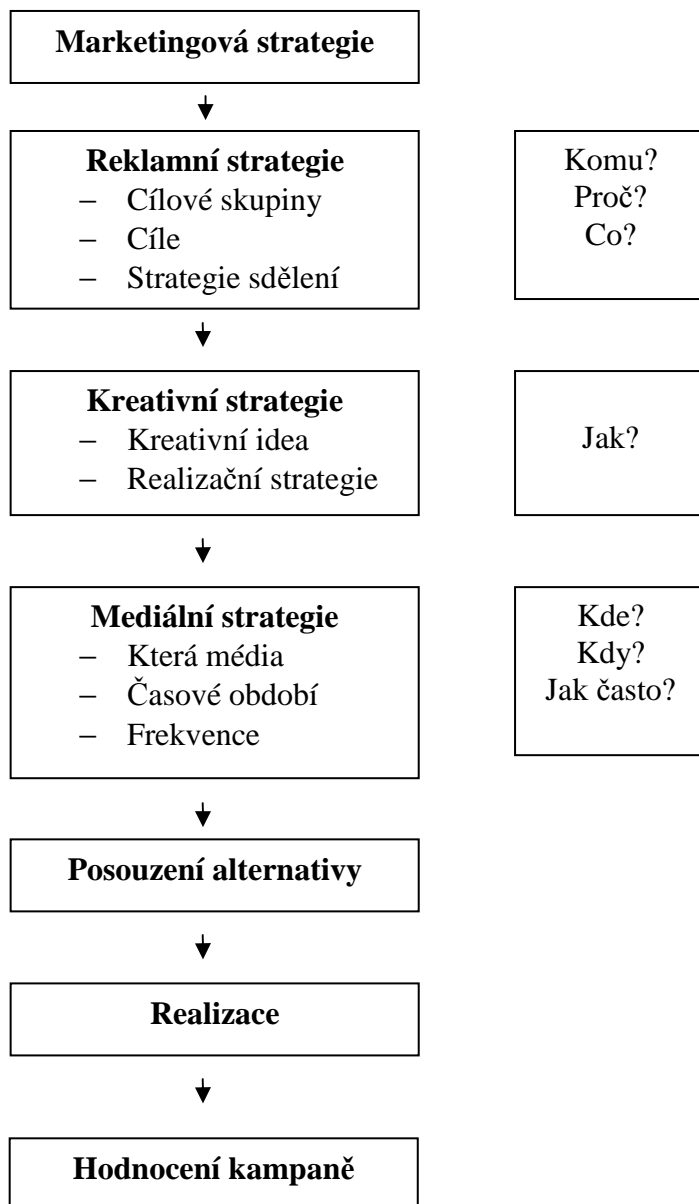 Marketingová strategie
Reklamní strategie
– Cílové skupiny
– Cíle
– Strategie sdělení
Komu?
Proč?
Co?
Kreativní strategie
– Kreativní idea
– Realizační strategie
Jak?
Mediální strategie
– Která média
– Časové období
– Frekvence
Kde?
Kdy?
Jak často?
Posouzení alternativy
Realizace
Hodnocení kampaně